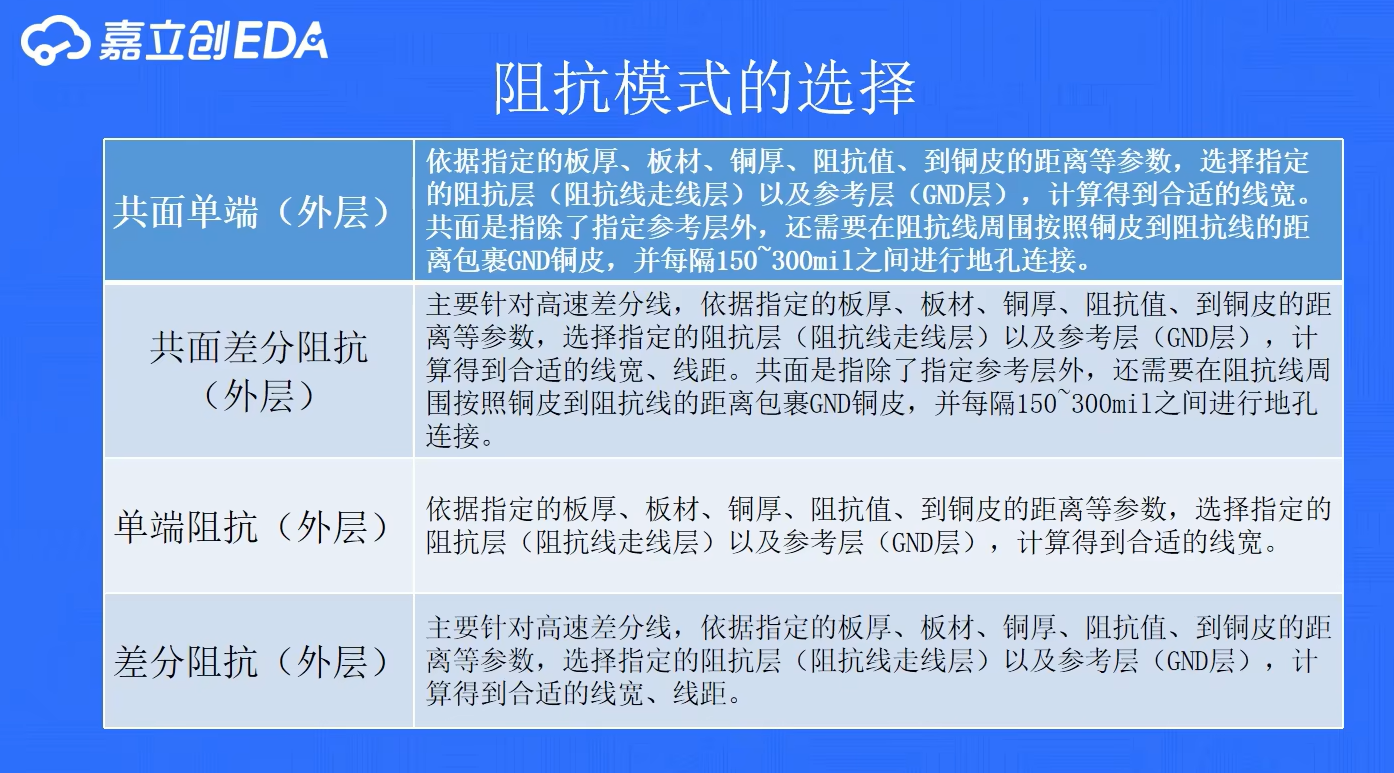 嘉立创EDA
阻抗模式的选择
共面单端（外层）
依据指定的板厚、板材、铜厚、阻抗值、到铜皮的距离等参数，选择指定
的阻抗层（阻抗线走线层）以及参考层（GND层），计算得到合适的线宽。
共面是指除了指定参考层外，还需要在阻抗线周围按照铜皮到阻抗线的距
离包裹GND铜皮，并每隔150~300mil之间进行地孔连接。
共面差分阻抗
（外层）
主要针对高速差分线，依据指定的板厚、板材、铜厚、阻抗值、到铜皮的距
离等参数，选择指定的阻抗层（阻抗线走线层）以及参考层（GND层），计
算得到合适的线宽、线距。共面是指除了指定参考层外，还需要在阻抗线周
围按照铜皮到阻抗线的距离包裹GND铜皮，并每隔150~300mil之间进行地孔
连接。
单端阻抗（外层）
依据指定的板厚、板材、铜厚、阻抗值、到铜皮的距离等参数，选择指定的
阻抗层（阻抗线走线层）以及参考层（GND层），计算得到合适的线宽。
差分阻抗（外层）
主要针对高速差分线，依据指定的板厚、板材、铜厚、阻抗值、到铜皮的距
离等参数，选择指定的阻抗层（阻抗线走线层）以及参考层（GND层），计
算得到合适的线宽、线距。